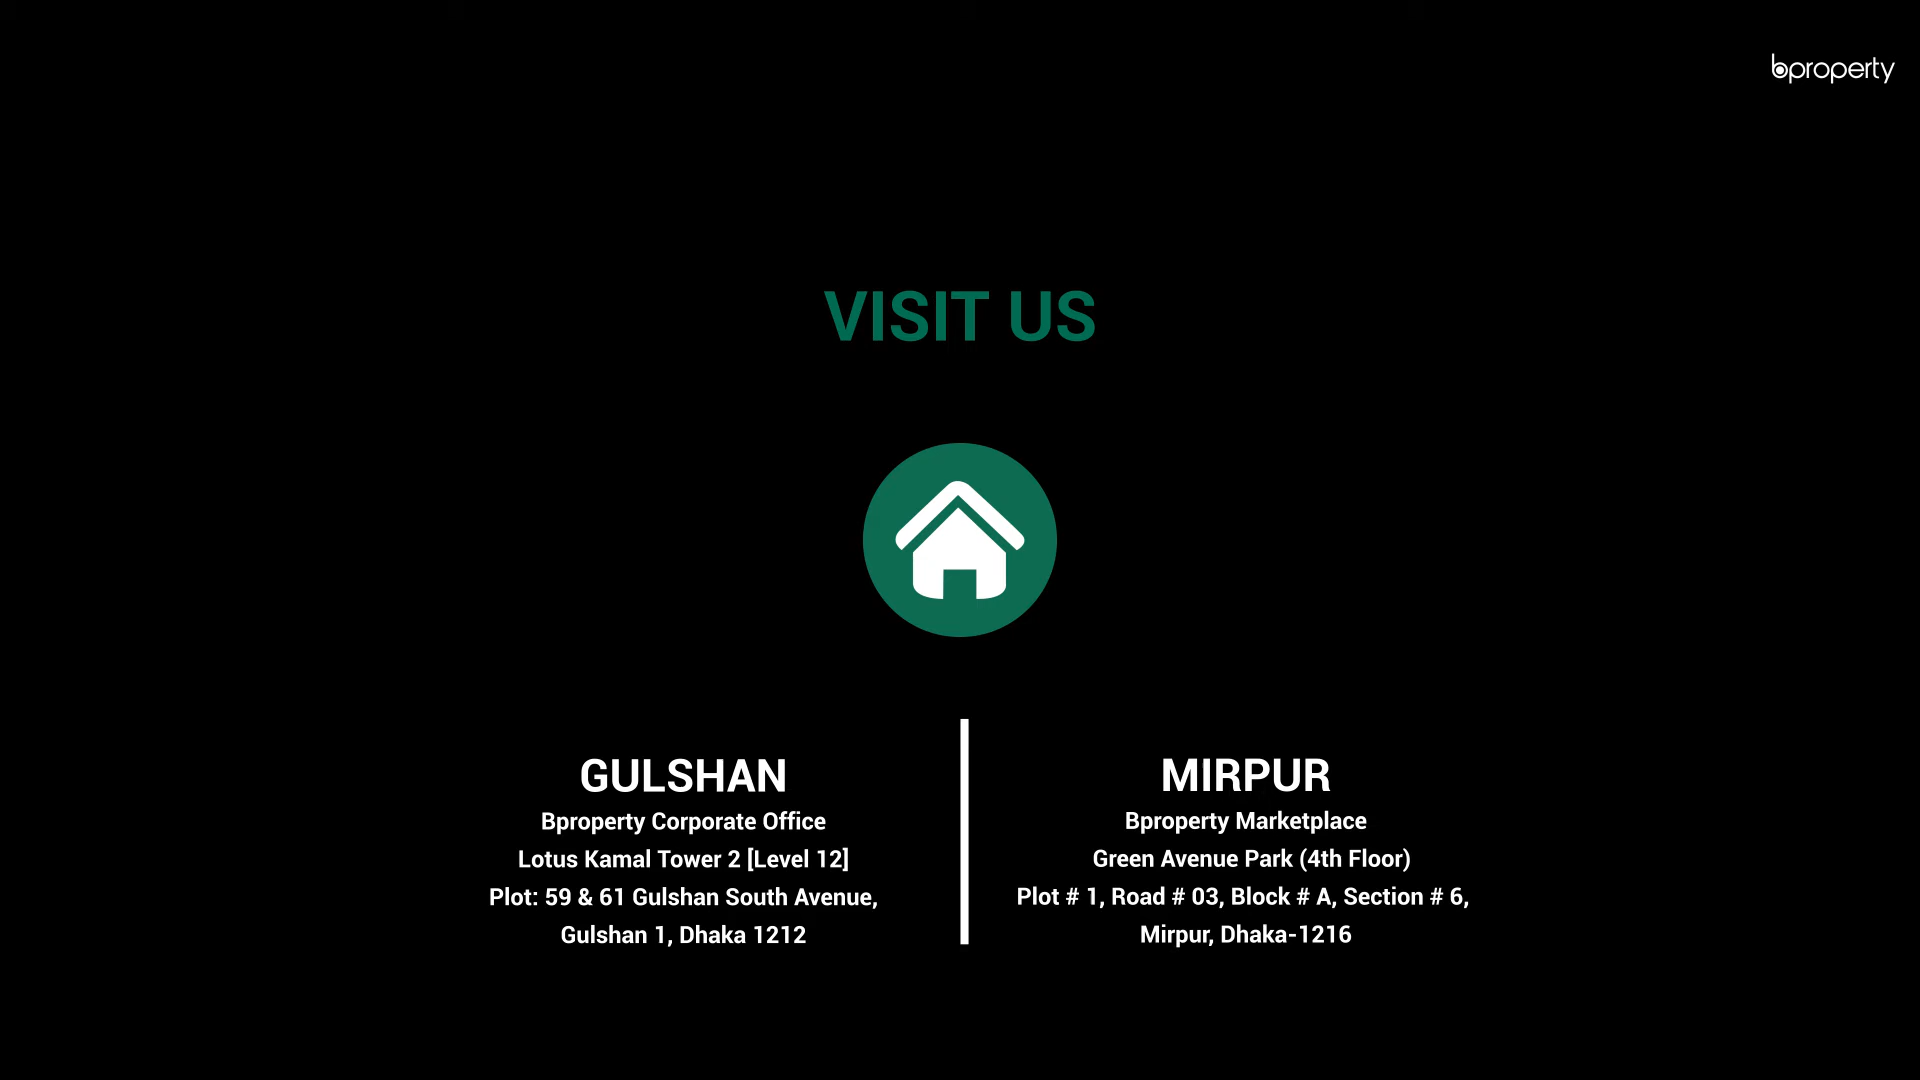 bproperty
VISIT US
GULSHAN
Bproperty Corporate Office
Lotus Kamal Tower 2 [Level 12]
Plot: 59 & 61 Gulshan South Avenue,
Gulshan 1, Dhaka 1212
MIRPUR
Bproperty Marketplace
Green Avenue Park (4th Floor)
Plot # 1, Road # 03, Block # A, Section # 6,
Mirpur, Dhaka-1216